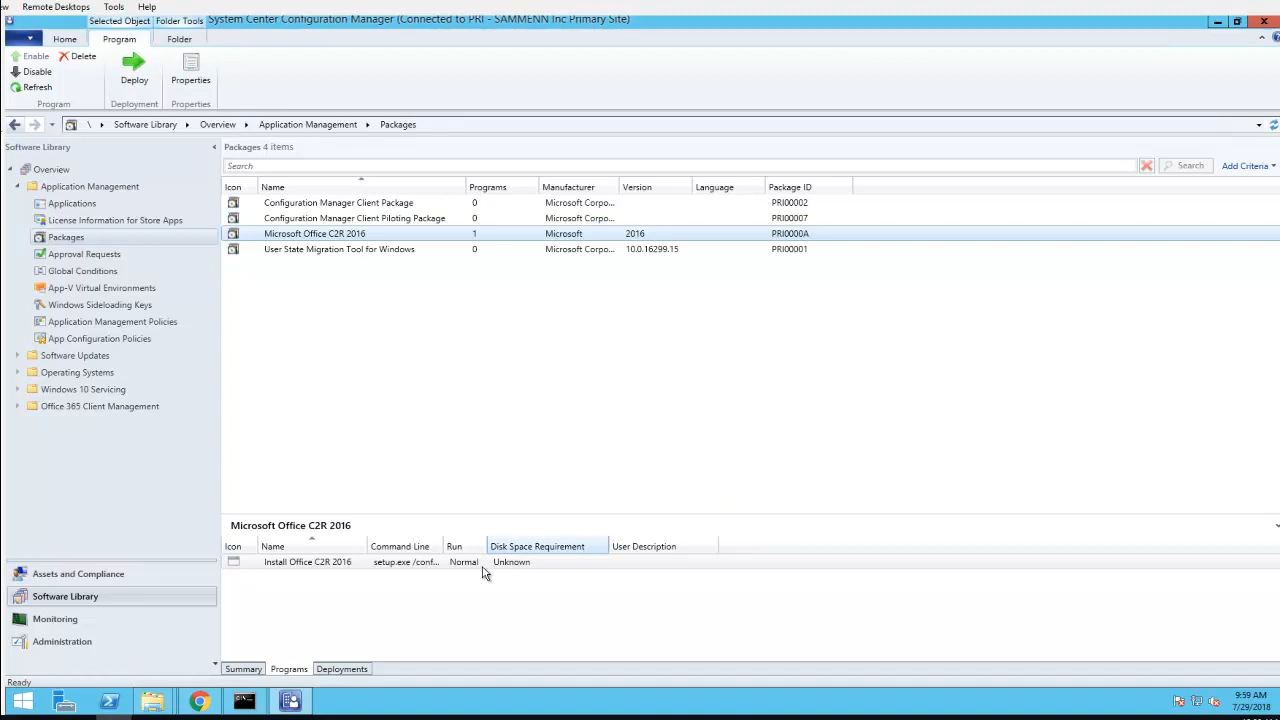 ew Remote Desktops Tools Help
Selected Object Folder Tools System Center Configuration Manager (Connected to PRI - SAMMENN Inc Primary Site)
Home Program Folder
Enable Delete
Disable
Refresh
Deploy Properties
Program Deployment Properties
\ Software Library Overview Application Management Packages
Software Library
Overview
Application Management
Applications
License Information for Store Apps
Packages
Approval Requests
Global Conditions
App-V Virtual Environments
Windows Sideloading Keys
Application Management Policies
App Configuration Policies
Software Updates
Operating Systems
Windows 10 Servicing
Office 365 Client Management
Assets and Compliance
Software Library
Monitoring
Administration
Packages 4 items
Search Search Add Criteria
Icon Name Programs Manufacturer Version Language Package ID
Configuration Manager Client Package 0 Microsoft Corpo... PRI00002
Configuration Manager Client Piloting Package 0 Microsoft Corpo... PRI00007
Microsoft Office C2R 2016 1 Microsoft 2016 PRI0000A
User State Migration Tool for Windows 0 Microsoft Corpo... 10.0.16299.15 PRI00001
Microsoft Office C2R 2016
Icon Name Command Line Run Disk Space Requirement User Description
Install Office C2R 2016 setup.exe /conf... Normal Unknown
Summary Programs Deployments
Ready
9:59 AM
7/29/2018